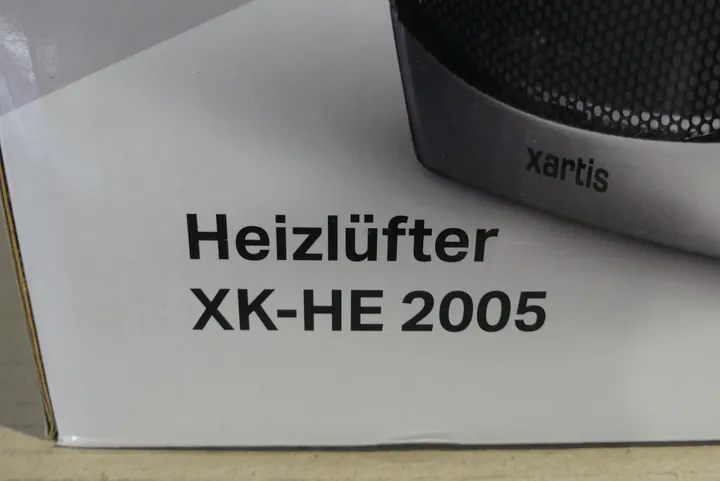 xartis
Heizlüfter
XK-HE 2005